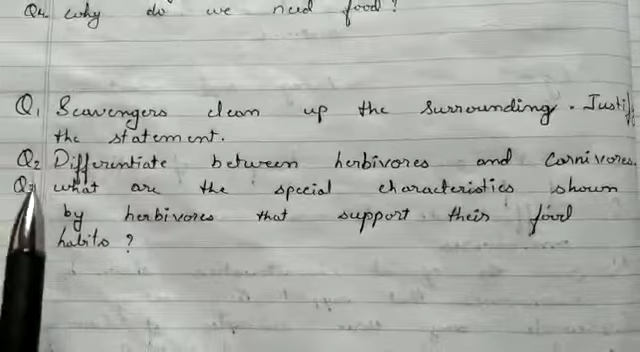 Q4 why do we need food?
Q1 Scavengers clean up the surrounding. Justify
the statement.
Q2 Differentiate between herbivores and Carnivores.
Q3 what are the special characteristics shown
by herbivores that support their food
habits?